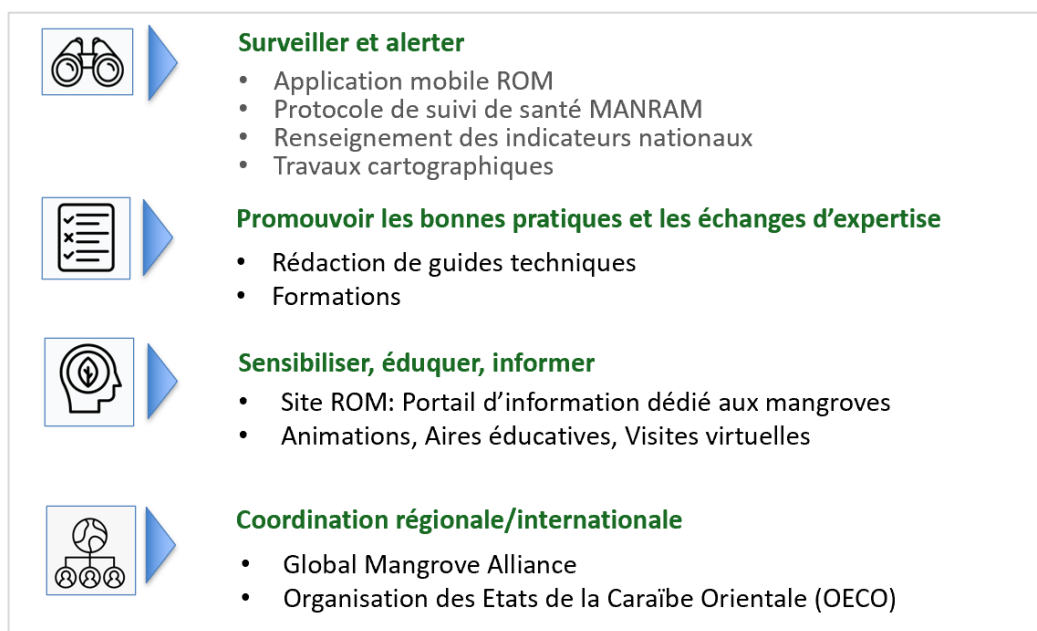 Surveiller et alerter
• Application mobile ROM
• Protocole de suivi de santé MANRAM
• Renseignement des indicateurs nationaux
• Travaux cartographiques
Promouvoir les bonnes pratiques et les échanges d’expertise
• Rédaction de guides techniques
• Formations
Sensibiliser, éduquer, informer
• Site ROM: Portail d’information dédié aux mangroves
• Animations, Aires éducatives, Visites virtuelles
Coordination régionale/internationale
• Global Mangrove Alliance
• Organisation des Etats de la Caraïbe Orientale (OECO)